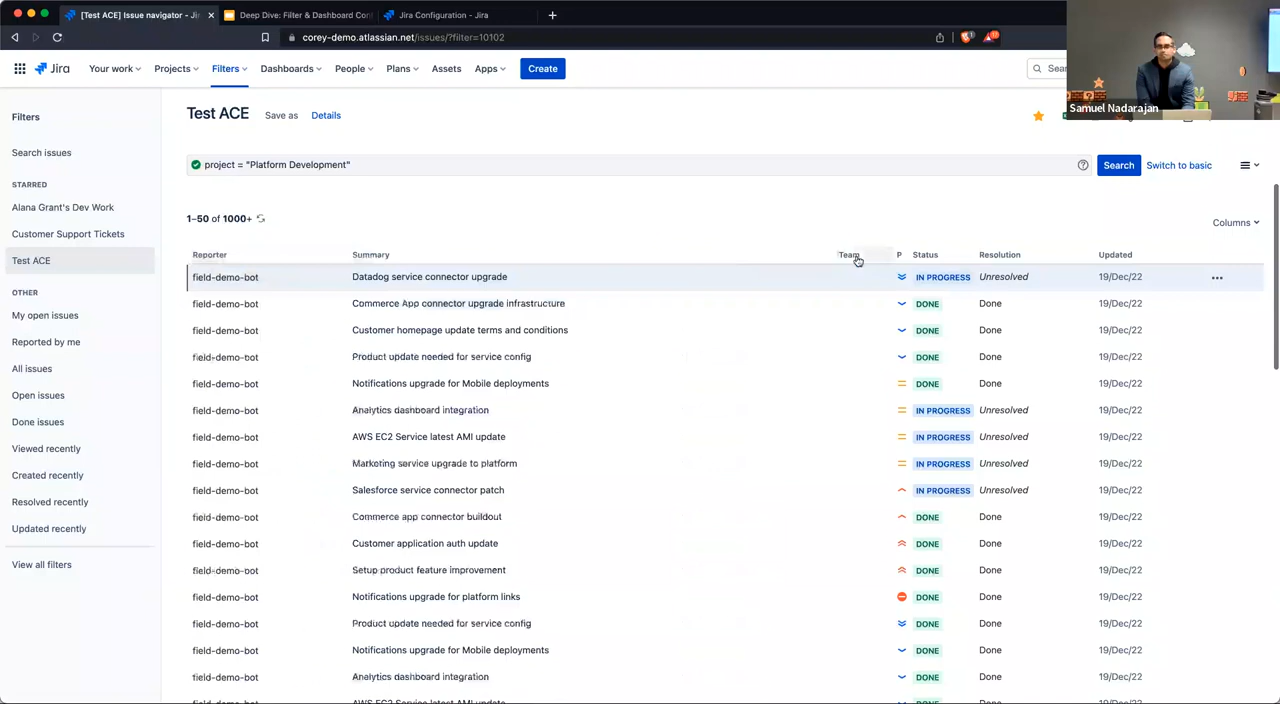 [Test ACE] Issue navigator - Ji
Deep Dive: Filter & Dashboard Con
Jira Configuration - Jira
corey-demo.atlassian.net/issues/?filter=10102
Jira
Your work
Projects
Filters
Dashboards
People
Plans
Assets
Apps
Create
Sea
Samuel Nadarajan
Filters
Search issues
STARRED
Alana Grant's Dev Work
Customer Support Tickets
Test ACE
OTHER
My open issues
Reported by me
All issues
Open issues
Done issues
Viewed recently
Created recently
Resolved recently
Updated recently
View all filters
Test ACE Save as Details
project = "Platform Development"
Search Switch to basic
1–50 of 1000+
Columns
Reporter Summary Team P Status Resolution Updated
field-demo-bot Datadog service connector upgrade IN PROGRESS Unresolved 19/Dec/22
field-demo-bot Commerce App connector upgrade infrastructure DONE Done 19/Dec/22
field-demo-bot Customer homepage update terms and conditions DONE Done 19/Dec/22
field-demo-bot Product update needed for service config DONE Done 19/Dec/22
field-demo-bot Notifications upgrade for Mobile deployments DONE Done 19/Dec/22
field-demo-bot Analytics dashboard integration IN PROGRESS Unresolved 19/Dec/22
field-demo-bot AWS EC2 Service latest AMI update IN PROGRESS Unresolved 19/Dec/22
field-demo-bot Marketing service upgrade to platform IN PROGRESS Unresolved 19/Dec/22
field-demo-bot Salesforce service connector patch IN PROGRESS Unresolved 19/Dec/22
field-demo-bot Commerce app connector buildout DONE Done 19/Dec/22
field-demo-bot Customer application auth update DONE Done 19/Dec/22
field-demo-bot Setup product feature improvement DONE Done 19/Dec/22
field-demo-bot Notifications upgrade for platform links DONE Done 19/Dec/22
field-demo-bot Product update needed for service config DONE Done 19/Dec/22
field-demo-bot Notifications upgrade for Mobile deployments DONE Done 19/Dec/22
field-demo-bot Analytics dashboard integration DONE Done 19/Dec/22
field-demo-bot AWS EC2 Service latest AMI update